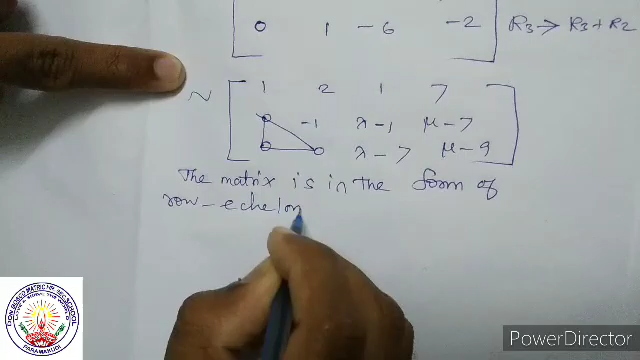 0 1 -6 -2 R3 → R3 + R2
~ 1 2 1 7
0 -1 λ-1 μ-7
0 0 λ-7 μ-9
The matrix is in the form of
row-echelon
PowerDirector